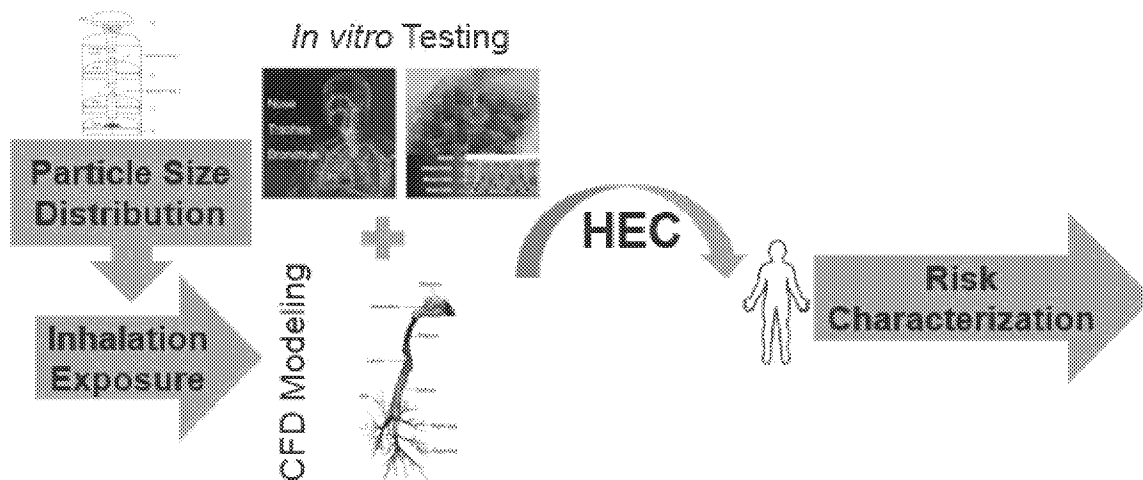 In vitro Testing
Particle Size
Distribution
Inhalation
Exposure
CFD Modeling
HEC
Risk
Characterization